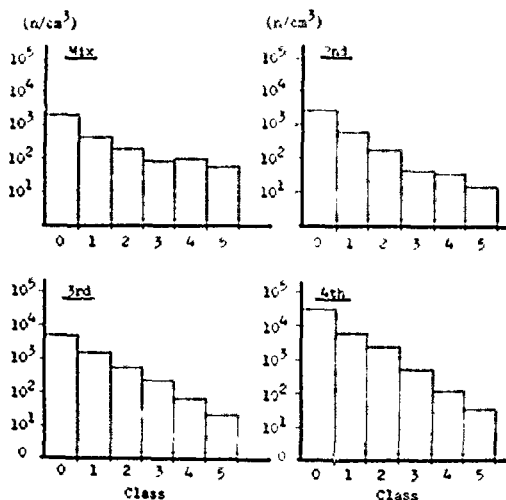 (n/cm³) (n/cm³)
Mix 2nd
10⁵ 10⁵
10⁴ 10⁴
10³ 10³
10² 10²
10¹ 10¹
0 1 2 3 4 5 0 1 2 3 4 5
3rd 4th
10⁵ 10⁵
10⁴ 10⁴
10³ 10³
10² 10²
10¹ 10¹
0 0
0 1 2 3 4 5 0 1 2 3 4 5
Class Class